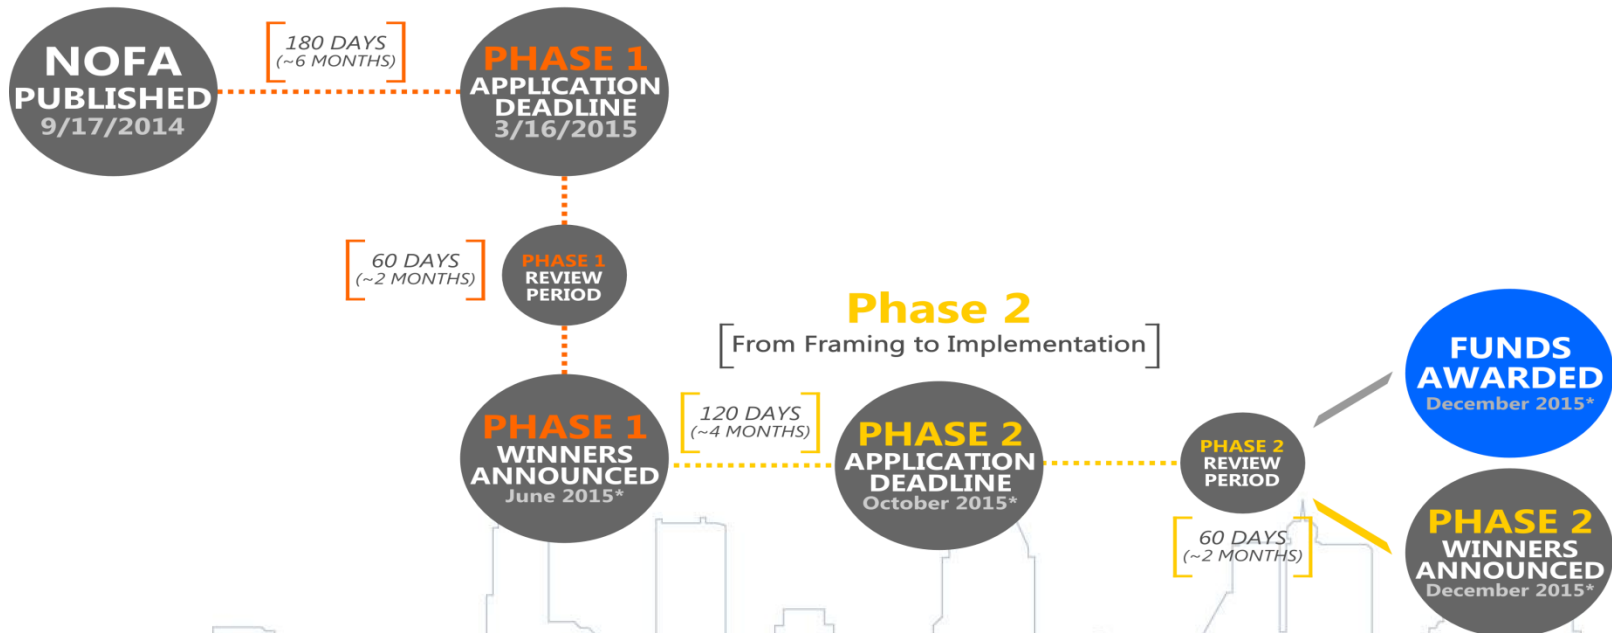 NOFA
PUBLISHED
9/17/2014
180 DAYS
(~6 MONTHS)
PHASE 1
APPLICATION
DEADLINE
3/16/2015
60 DAYS
(~2 MONTHS)
PHASE 1
REVIEW
PERIOD
PHASE 1
WINNERS
ANNOUNCED
June 2015*
Phase 2
From Framing to Implementation
120 DAYS
(~4 MONTHS)
PHASE 2
APPLICATION
DEADLINE
October 2015*
PHASE 2
REVIEW
PERIOD
60 DAYS
(~2 MONTHS)
FUNDS
AWARDED
December 2015*
PHASE 2
WINNERS
ANNOUNCED
December 2015*